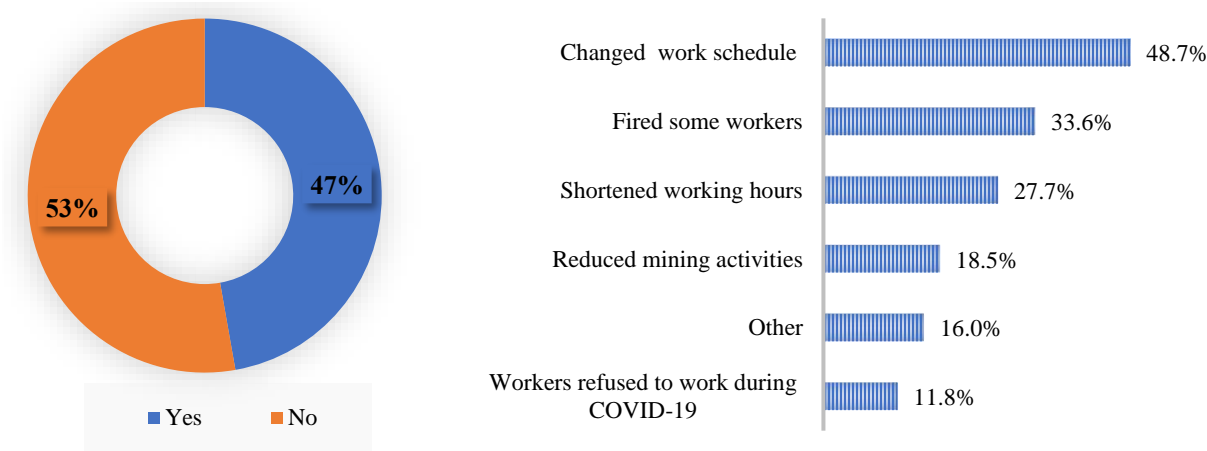 47%
53%
Yes
No
Changed work schedule 48.7%
Fired some workers 33.6%
Shortened working hours 27.7%
Reduced mining activities 18.5%
Other 16.0%
Workers refused to work during
COVID-19 11.8%